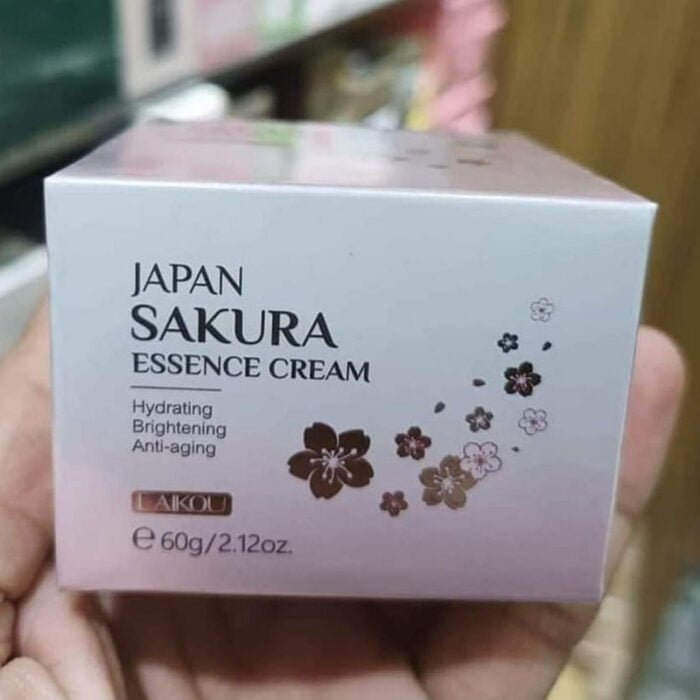 JAPAN
SAKURA
ESSENCE CREAM
Hydrating
Brightening
Anti-aging
LAIKOU
℮ 60g/2.12oz.